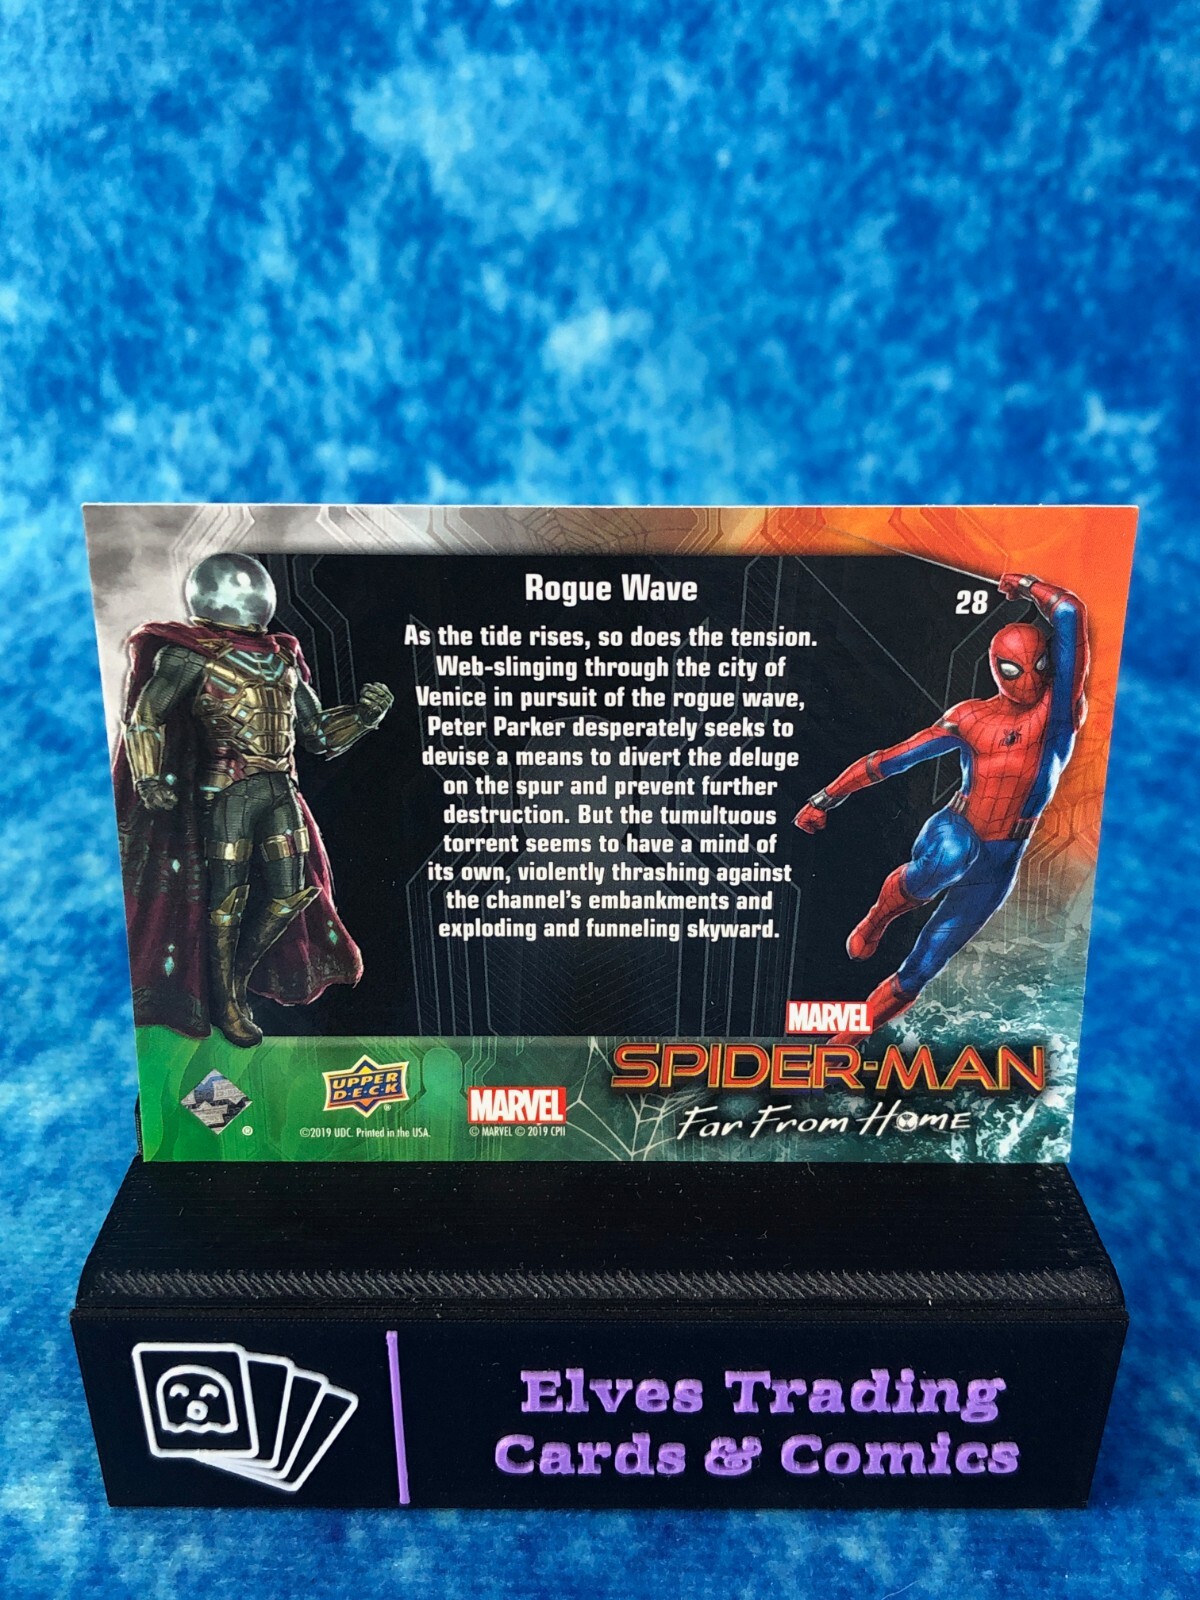 Rogue Wave
28
As the tide rises, so does the tension.
Web-slinging through the city of
Venice in pursuit of the rogue wave,
Peter Parker desperately seeks to
devise a means to divert the deluge
on the spur and prevent further
destruction. But the tumultuous
torrent seems to have a mind of
its own, violently thrashing against
the channel's embankments and
exploding and funneling skyward.
MARVEL
SPIDER-MAN
Far From Home
UPPER
D·E·C·K
®
®
©2019 UDC. Printed in the USA.
MARVEL
© MARVEL © 2019 CPII
Elves Trading
Cards & Comics